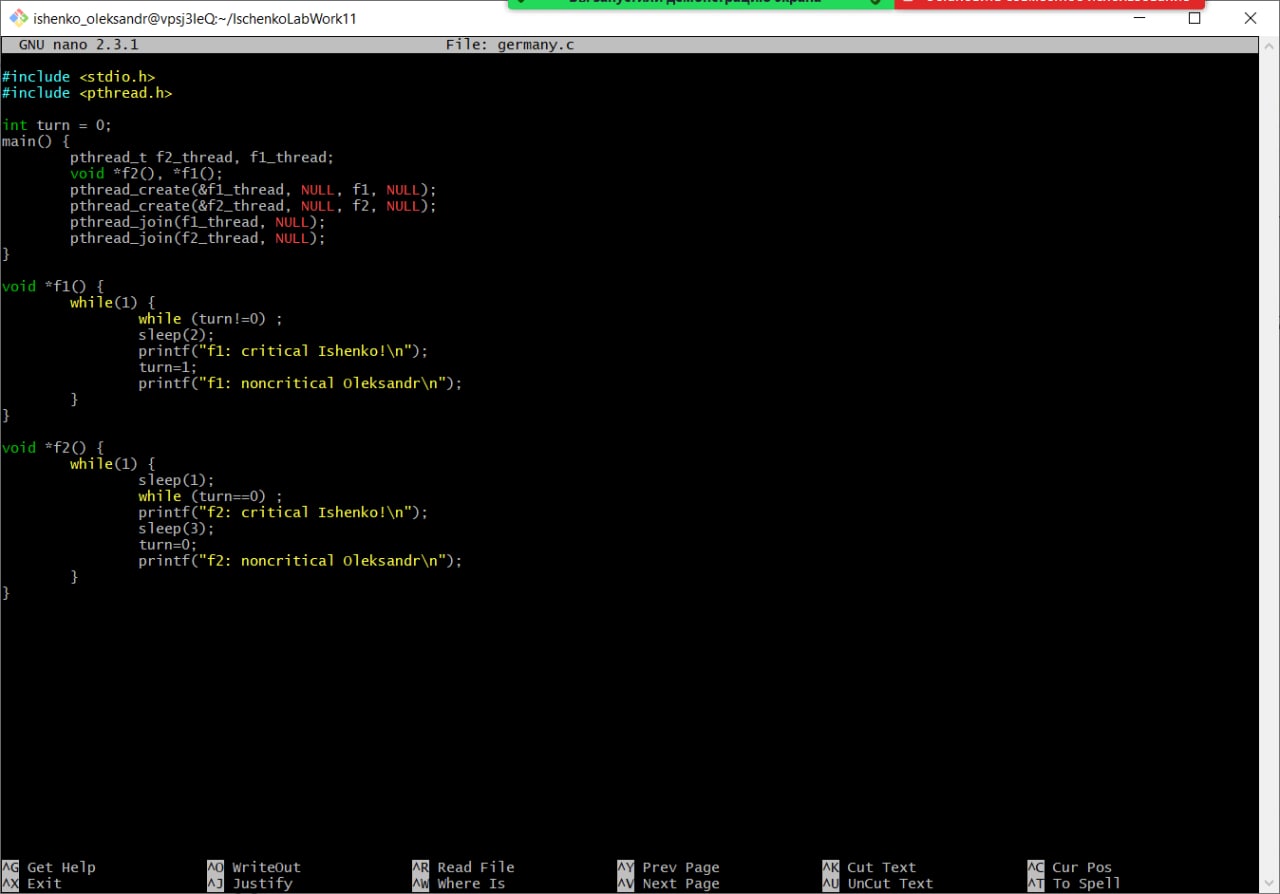 ishenko_oleksandr@vpsj3IeQ:~/IschenkoLabWork11
GNU nano 2.3.1 File: germany.c
#include <stdio.h>
#include <pthread.h>
int turn = 0;
main() {
pthread_t f2_thread, f1_thread;
void *f2(), *f1();
pthread_create(&f1_thread, NULL, f1, NULL);
pthread_create(&f2_thread, NULL, f2, NULL);
pthread_join(f1_thread, NULL);
pthread_join(f2_thread, NULL);
}
void *f1() {
while(1) {
while (turn!=0) ;
sleep(2);
printf("f1: critical Ishenko!\n");
turn=1;
printf("f1: noncritical Oleksandr\n");
}
}
void *f2() {
while(1) {
sleep(1);
while (turn==0) ;
printf("f2: critical Ishenko!\n");
sleep(3);
turn=0;
printf("f2: noncritical Oleksandr\n");
}
}
^G Get Help ^O WriteOut ^R Read File ^Y Prev Page ^K Cut Text ^C Cur Pos
^X Exit ^J Justify ^W Where Is ^V Next Page ^U UnCut Text ^T To Spell